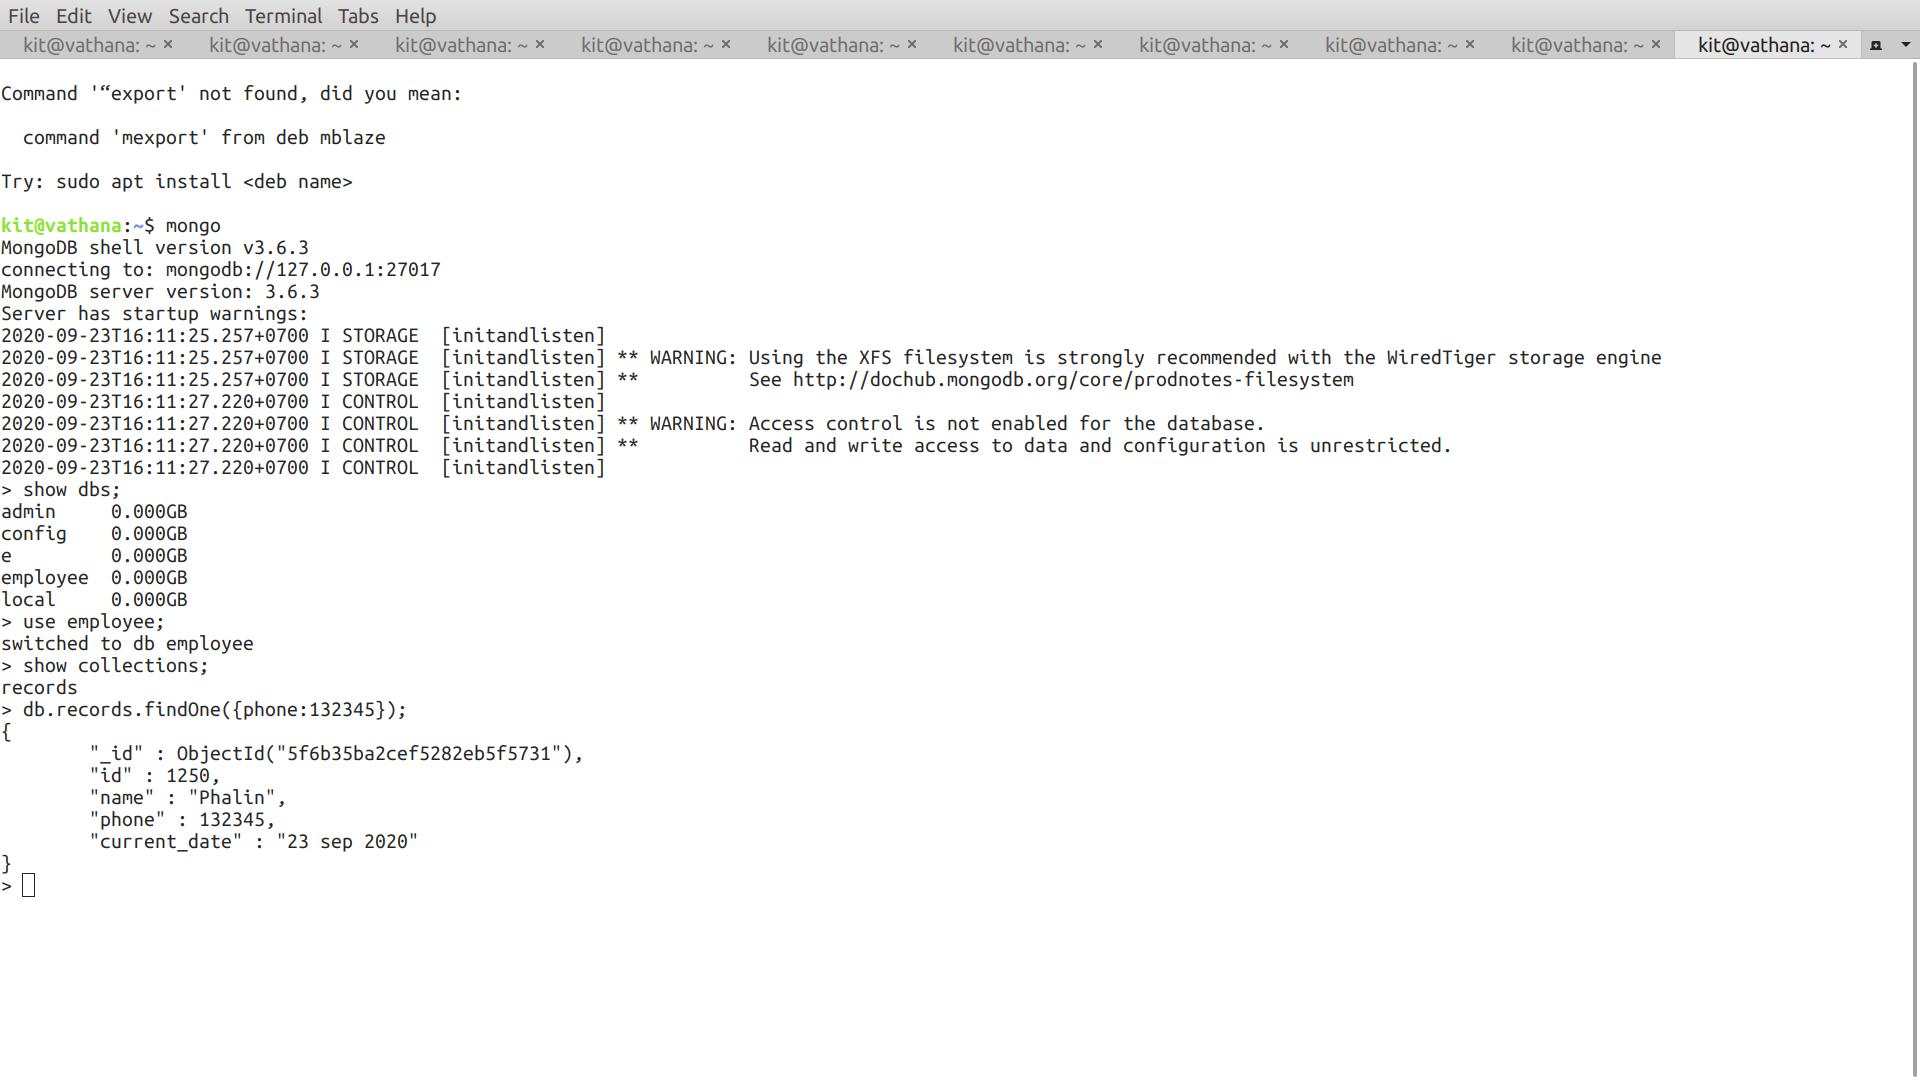 File Edit View Search Terminal Tabs Help
kit@vathana: ~ × kit@vathana: ~ × kit@vathana: ~ × kit@vathana: ~ × kit@vathana: ~ × kit@vathana: ~ × kit@vathana: ~ × kit@vathana: ~ × kit@vathana: ~ × kit@vathana: ~ ×
Command '“export' not found, did you mean:
command 'mexport' from deb mblaze
Try: sudo apt install <deb name>
kit@vathana:~$ mongo
MongoDB shell version v3.6.3
connecting to: mongodb://127.0.0.1:27017
MongoDB server version: 3.6.3
Server has startup warnings:
2020-09-23T16:11:25.257+0700 I STORAGE  [initandlisten]
2020-09-23T16:11:25.257+0700 I STORAGE  [initandlisten] ** WARNING: Using the XFS filesystem is strongly recommended with the WiredTiger storage engine
2020-09-23T16:11:25.257+0700 I STORAGE  [initandlisten] **          See http://dochub.mongodb.org/core/prodnotes-filesystem
2020-09-23T16:11:27.220+0700 I CONTROL  [initandlisten]
2020-09-23T16:11:27.220+0700 I CONTROL  [initandlisten] ** WARNING: Access control is not enabled for the database.
2020-09-23T16:11:27.220+0700 I CONTROL  [initandlisten] **          Read and write access to data and configuration is unrestricted.
2020-09-23T16:11:27.220+0700 I CONTROL  [initandlisten]
> show dbs;
admin     0.000GB
config    0.000GB
e         0.000GB
employee  0.000GB
local     0.000GB
> use employee;
switched to db employee
> show collections;
records
> db.records.findOne({phone:132345});
{
"_id" : ObjectId("5f6b35ba2cef5282eb5f5731"),
"id" : 1250,
"name" : "Phalin",
"phone" : 132345,
"current_date" : "23 sep 2020"
}
>